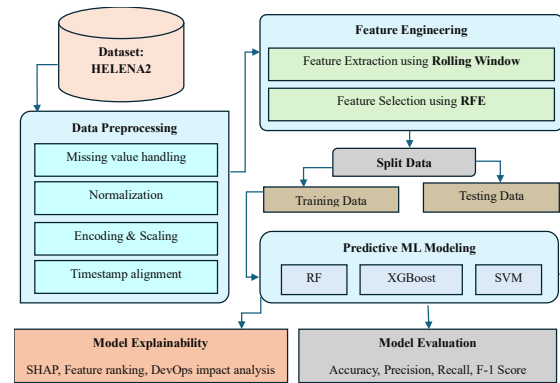 Dataset:
HELENA2
Data Preprocessing
Missing value handling
Normalization
Encoding & Scaling
Timestamp alignment
Feature Engineering
Feature Extraction using Rolling Window
Feature Selection using RFE
Split Data
Training Data
Testing Data
Predictive ML Modeling
RF
XGBoost
SVM
Model Explainability
SHAP, Feature ranking, DevOps impact analysis
Model Evaluation
Accuracy, Precision, Recall, F-1 Score